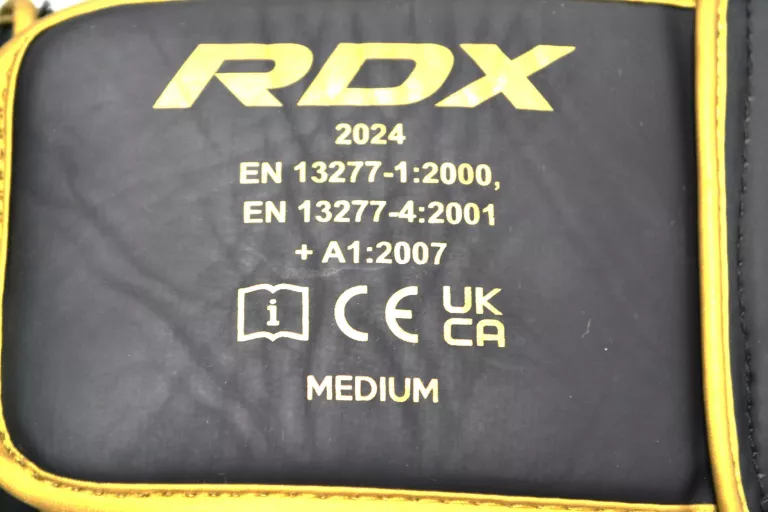 RDX
2024
EN 13277-1:2000,
EN 13277-4:2001
+ A1:2007
i CE UK
CA
MEDIUM